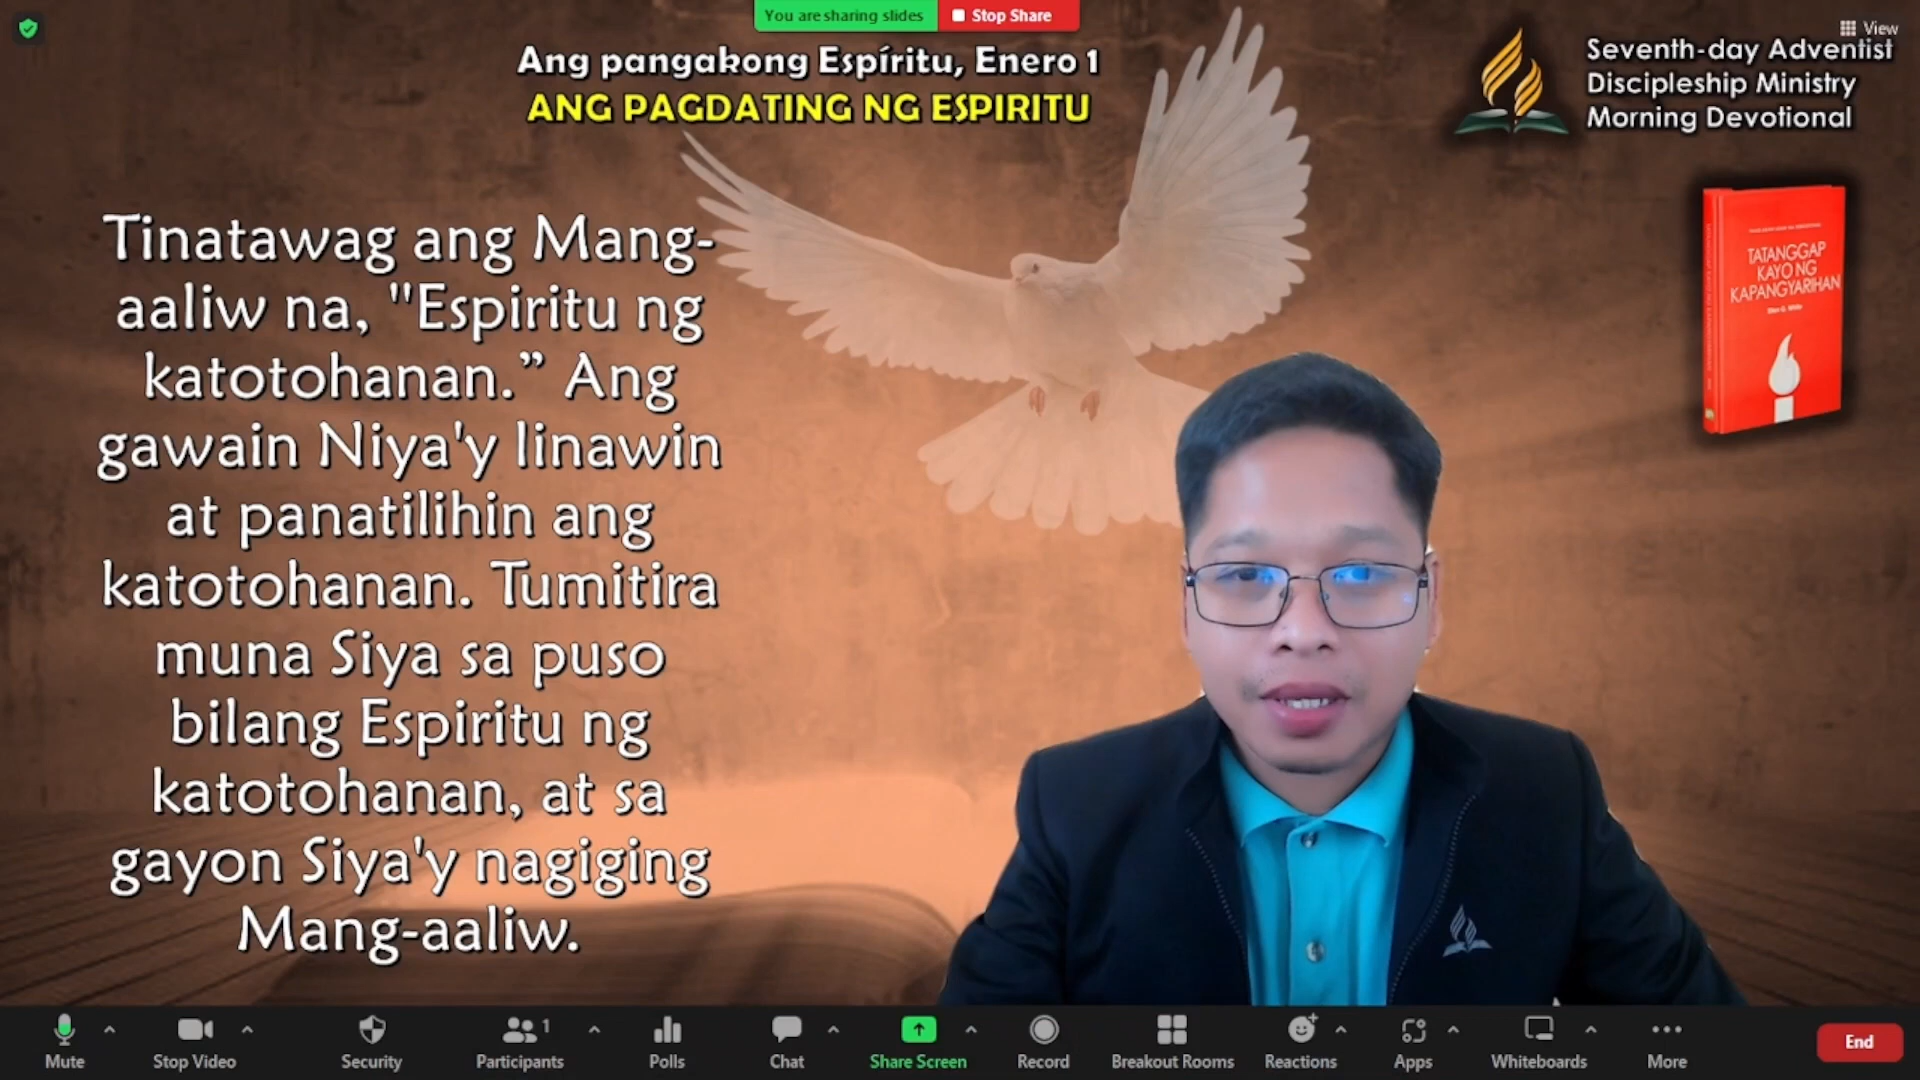 You are sharing slides
Stop Share
View
Ang pangakong Espíritu, Enero 1
ANG PAGDATING NG ESPIRITU
Seventh-day Adventist
Discipleship Ministry
Morning Devotional
TATANGGAP
KAYO NG
KAPANGYARIHAN
Ellen G. White
Tinatawag ang Mang-
aaliw na, "Espiritu ng
katotohanan.” Ang
gawain Niya'y linawin
at panatilihin ang
katotohanan. Tumitira
muna Siya sa puso
bilang Espiritu ng
katotohanan, at sa
gayon Siya'y nagiging
Mang-aaliw.
Mute
Stop Video
Security
Participants
1
Polls
Chat
Share Screen
Record
Breakout Rooms
Reactions
Apps
Whiteboards
More
End